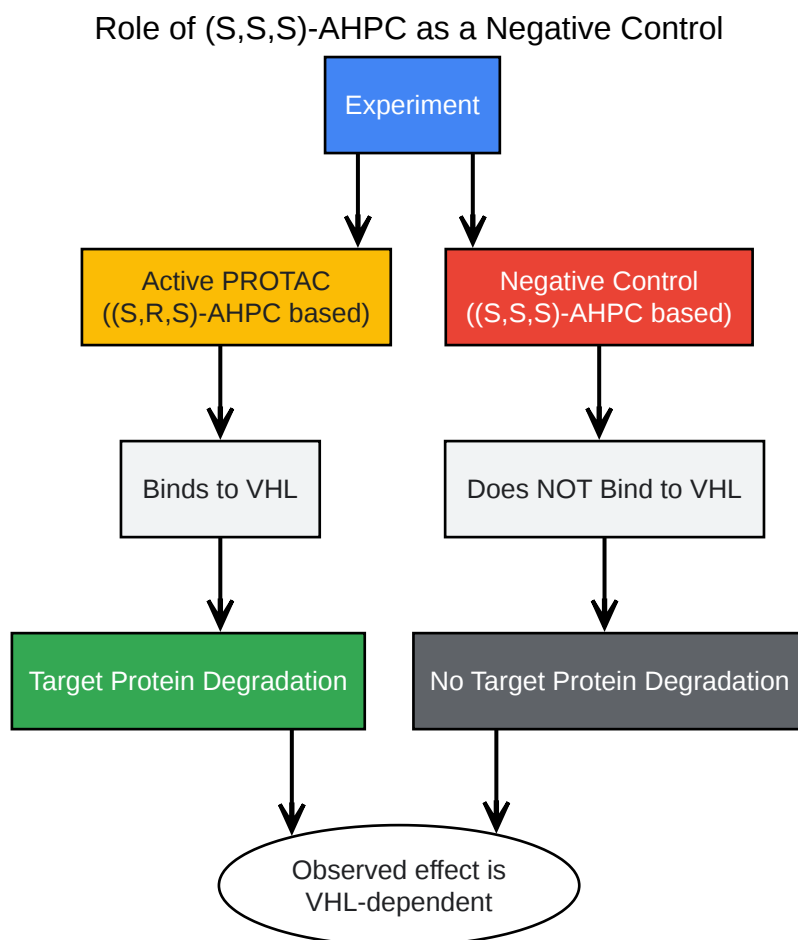 Role of (S,S,S)-AHPC as a Negative Control
Experiment
Active PROTAC
((S,R,S)-AHPC based)
Negative Control
((S,S,S)-AHPC based)
Binds to VHL
Does NOT Bind to VHL
Target Protein Degradation
No Target Protein Degradation
Observed effect is
VHL-dependent